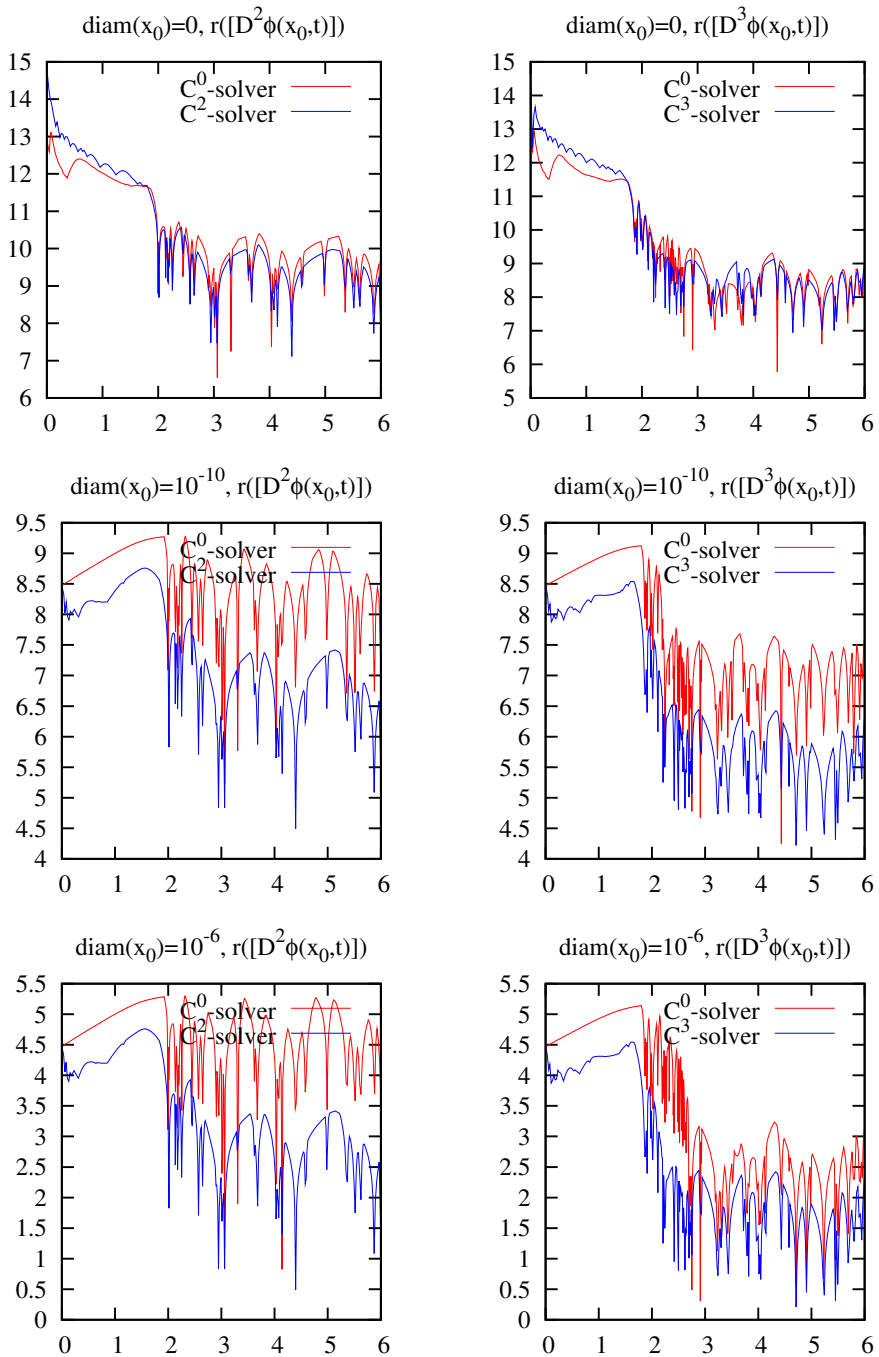 diam(x₀)=0, r([D²ϕ(x₀,t)])
15
14
13
12
11
10
9
8
7
6
0 1 2 3 4 5 6
C⁰-solver
C²-solver
diam(x₀)=0, r([D³ϕ(x₀,t)])
15
14
13
12
11
10
9
8
7
6
5
0 1 2 3 4 5 6
C⁰-solver
C³-solver
diam(x₀)=10⁻¹⁰, r([D²ϕ(x₀,t)])
9.5
9
8.5
8
7.5
7
6.5
6
5.5
5
4.5
4
0 1 2 3 4 5 6
C⁰-solver
C²-solver
diam(x₀)=10⁻¹⁰, r([D³ϕ(x₀,t)])
9.5
9
8.5
8
7.5
7
6.5
6
5.5
5
4.5
4
0 1 2 3 4 5 6
C⁰-solver
C³-solver
diam(x₀)=10⁻⁶, r([D²ϕ(x₀,t)])
5.5
5
4.5
4
3.5
3
2.5
2
1.5
1
0.5
0
0 1 2 3 4 5 6
C⁰-solver
C²-solver
diam(x₀)=10⁻⁶, r([D³ϕ(x₀,t)])
5.5
5
4.5
4
3.5
3
2.5
2
1.5
1
0.5
0
0 1 2 3 4 5 6
C⁰-solver
C³-solver